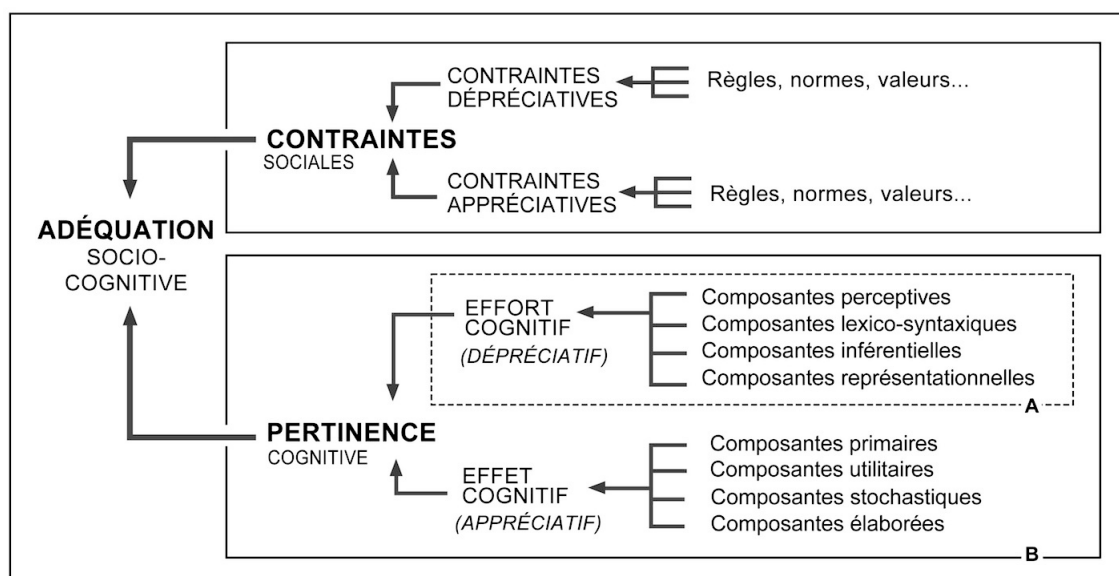 CONTRAINTES
DÉPRÉCIATIVES
Règles, normes, valeurs...
CONTRAINTES
SOCIALES
CONTRAINTES
APPRÉCIATIVES
Règles, normes, valeurs...
ADÉQUATION
SOCIO-
COGNITIVE
EFFORT
COGNITIF
(DÉPRÉCIATIF)
Composantes perceptives
Composantes lexico-syntaxiques
Composantes inférentielles
Composantes représentationnelles
A
PERTINENCE
COGNITIVE
EFFET
COGNITIF
(APPRÉCIATIF)
Composantes primaires
Composantes utilitaires
Composantes stochastiques
Composantes élaborées
B